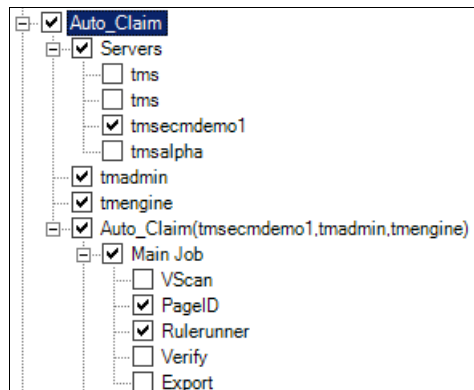 Auto_Claim
Servers
tms
tms
tmsecmdemo1
tmsalpha
tmadmin
tmengine
Auto_Claim(tmsecmdemo1,tmadmin,tmengine)
Main Job
VScan
PageID
Rulerunner
Verify
Export